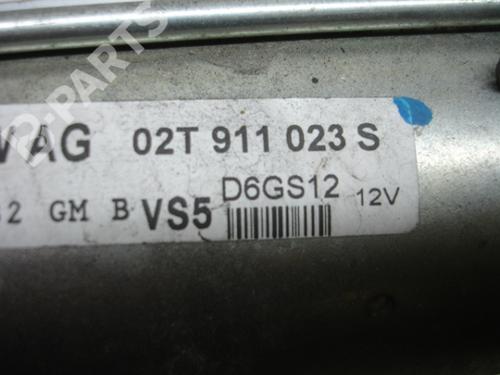 VAG 02T 911 023 S
2 GM B VS5 D6GS12 12V
B-PARTS